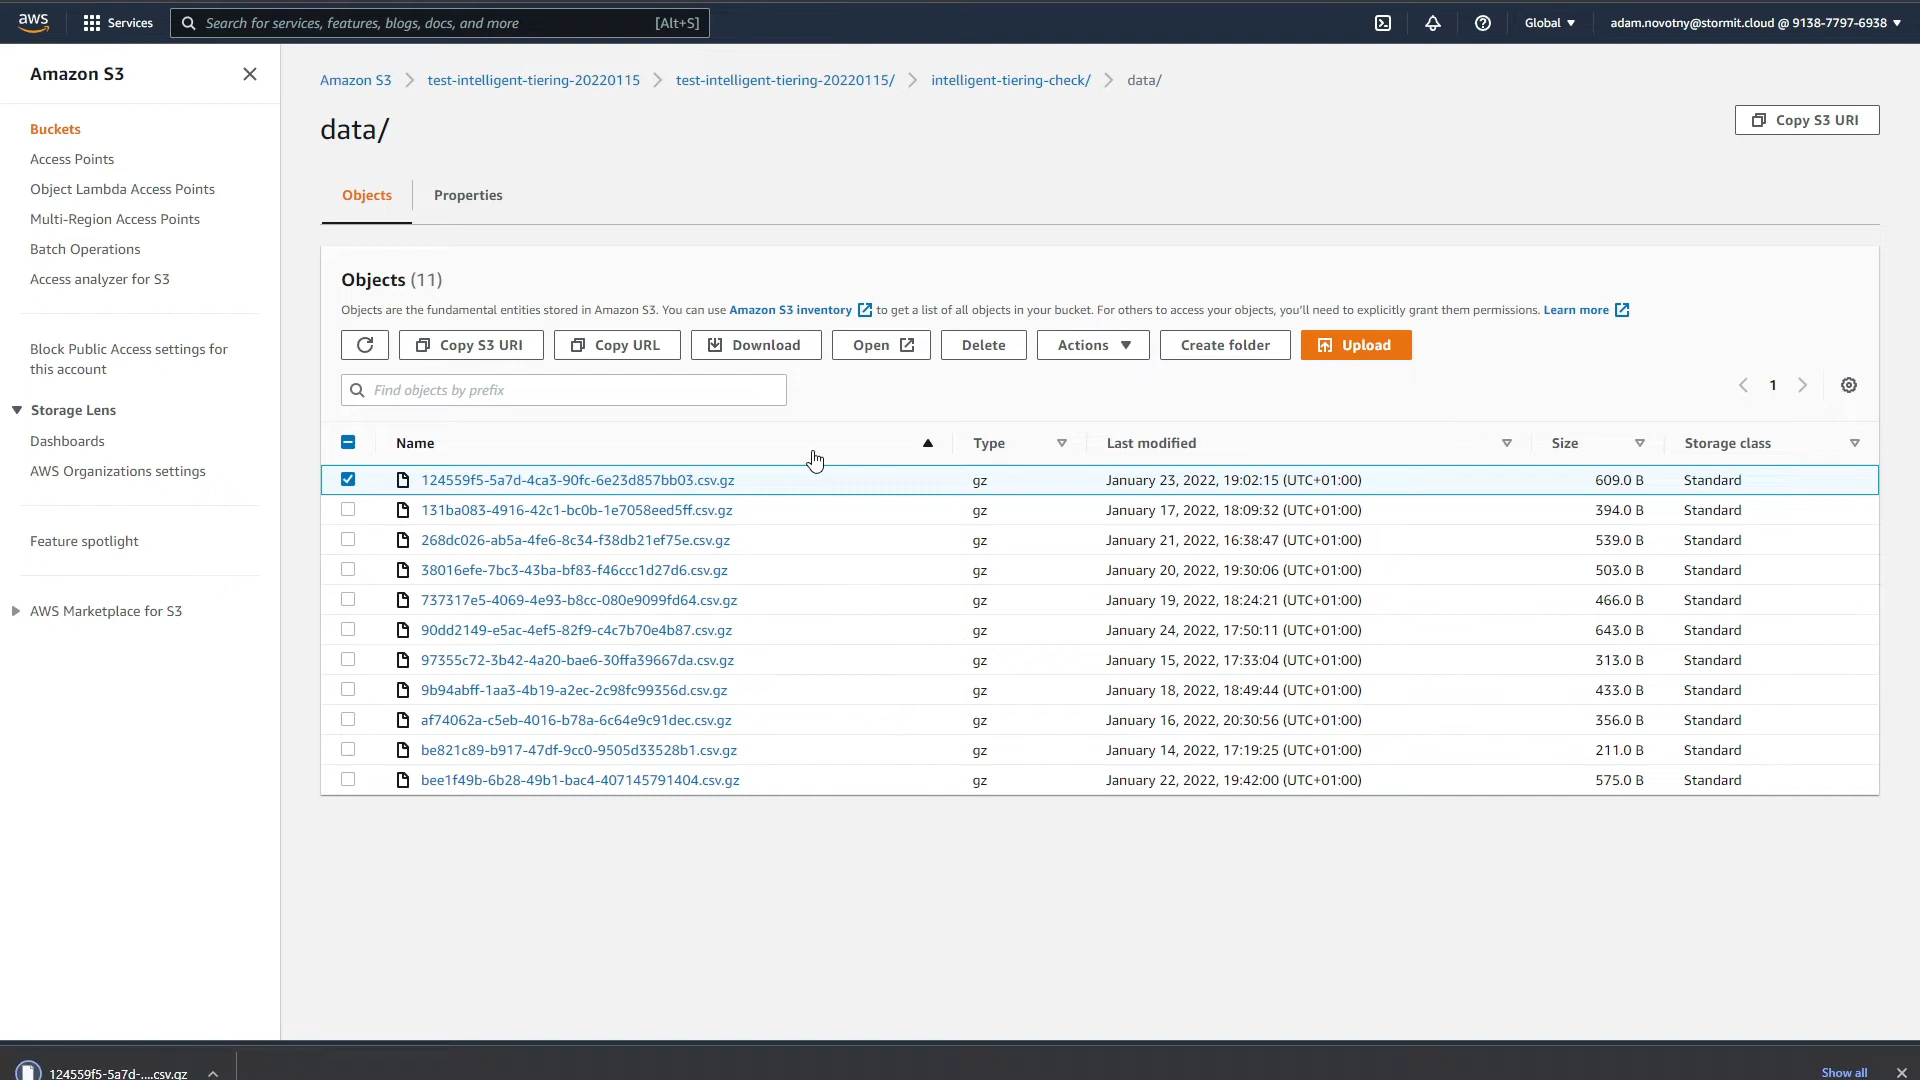 aws
Services
Search for services, features, blogs, docs, and more
[Alt+S]
Global
adam.novotny@stormit.cloud @ 9138-7797-6938
Amazon S3
Buckets
Access Points
Object Lambda Access Points
Multi-Region Access Points
Batch Operations
Access analyzer for S3
Block Public Access settings for
this account
Storage Lens
Dashboards
AWS Organizations settings
Feature spotlight
AWS Marketplace for S3
Amazon S3 test-intelligent-tiering-20220115 test-intelligent-tiering-20220115/ intelligent-tiering-check/ data/
data/
Copy S3 URI
Objects Properties
Objects (11)
Objects are the fundamental entities stored in Amazon S3. You can use Amazon S3 inventory to get a list of all objects in your bucket. For others to access your objects, you'll need to explicitly grant them permissions. Learn more
Copy S3 URI Copy URL Download Open Delete Actions Create folder Upload
Find objects by prefix
1
Name Type Last modified Size Storage class
124559f5-5a7d-4ca3-90fc-6e23d857bb03.csv.gz gz January 23, 2022, 19:02:15 (UTC+01:00) 609.0 B Standard
131ba083-4916-42c1-bc0b-1e7058eed5ff.csv.gz gz January 17, 2022, 18:09:32 (UTC+01:00) 394.0 B Standard
268dc026-ab5a-4fe6-8c34-f38db21ef75e.csv.gz gz January 21, 2022, 16:38:47 (UTC+01:00) 539.0 B Standard
38016efe-7bc3-43ba-bf83-f46ccc1d27d6.csv.gz gz January 20, 2022, 19:30:06 (UTC+01:00) 503.0 B Standard
737317e5-4069-4e93-b8cc-080e9099fd64.csv.gz gz January 19, 2022, 18:24:21 (UTC+01:00) 466.0 B Standard
90dd2149-e5ac-4ef5-82f9-c4c7b70e4b87.csv.gz gz January 24, 2022, 17:50:11 (UTC+01:00) 643.0 B Standard
97355c72-3b42-4a20-bae6-30ffa39667da.csv.gz gz January 15, 2022, 17:33:04 (UTC+01:00) 313.0 B Standard
9b94abff-1aa3-4b19-a2ec-2c98fc99356d.csv.gz gz January 18, 2022, 18:49:44 (UTC+01:00) 433.0 B Standard
af74062a-c5eb-4016-b78a-6c64e9c91dec.csv.gz gz January 16, 2022, 20:30:56 (UTC+01:00) 356.0 B Standard
be821c89-b917-47df-9cc0-9505d33528b1.csv.gz gz January 14, 2022, 17:19:25 (UTC+01:00) 211.0 B Standard
bee1f49b-6b28-49b1-bac4-407145791404.csv.gz gz January 22, 2022, 19:42:00 (UTC+01:00) 575.0 B Standard
124559f5-5a7d-....csv.gz
Show all